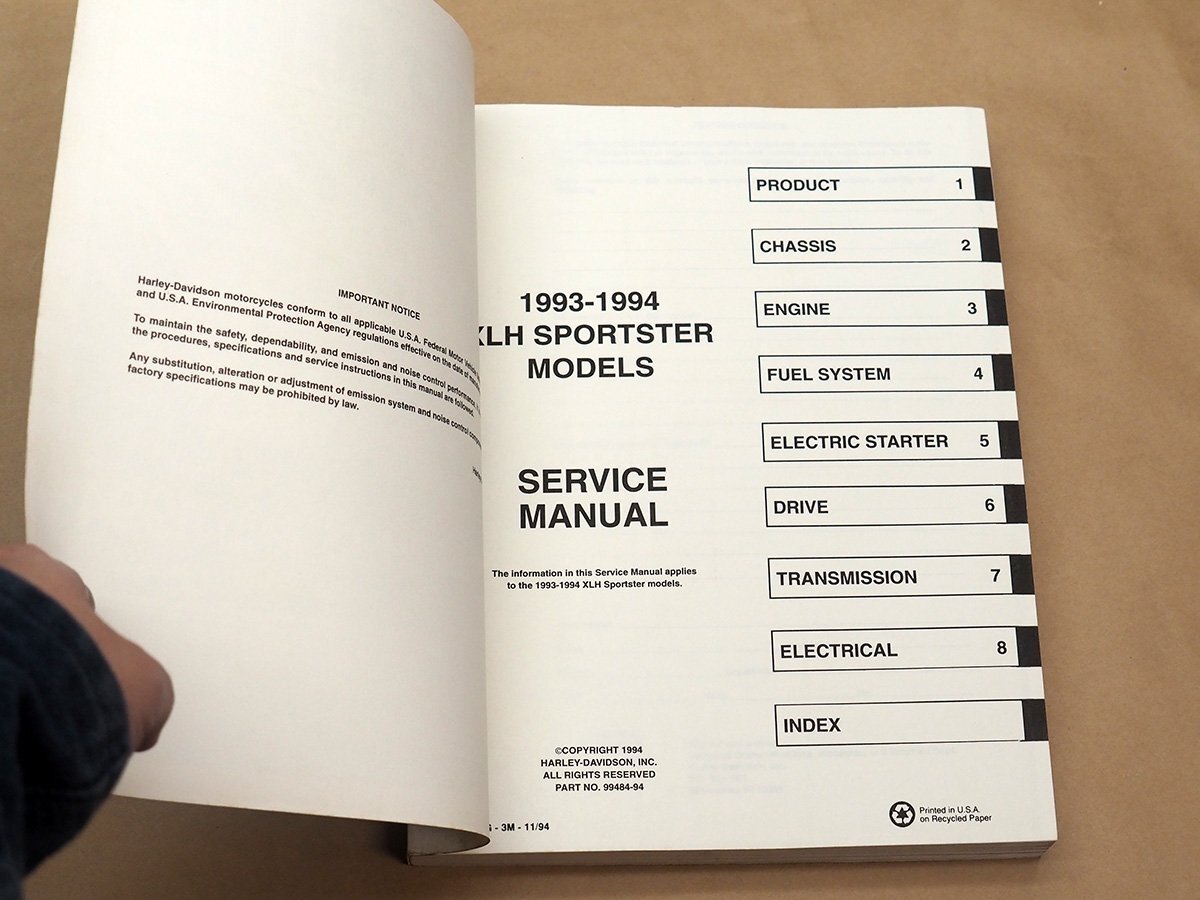 IMPORTANT NOTICE
Harley-Davidson motorcycles conform to all applicable U.S.A. Federal Motor
and U.S.A. Environmental Protection Agency regulations effective on the date of
To maintain the safety, dependability, and emission and noise control performance,
the procedures, specifications and service instructions in this manual are followed.
Any substitution, alteration or adjustment of emission system and noise control
factory specifications may be prohibited by law.
1993-1994
XLH SPORTSTER
MODELS
SERVICE
MANUAL
The information in this Service Manual applies
to the 1993-1994 XLH Sportster models.
©COPYRIGHT 1994
HARLEY-DAVIDSON, INC.
ALL RIGHTS RESERVED
PART NO. 99484-94
- 3M - 11/94
PRODUCT 1
CHASSIS 2
ENGINE 3
FUEL SYSTEM 4
ELECTRIC STARTER 5
DRIVE 6
TRANSMISSION 7
ELECTRICAL 8
INDEX
Printed in U.S.A.
on Recycled Paper